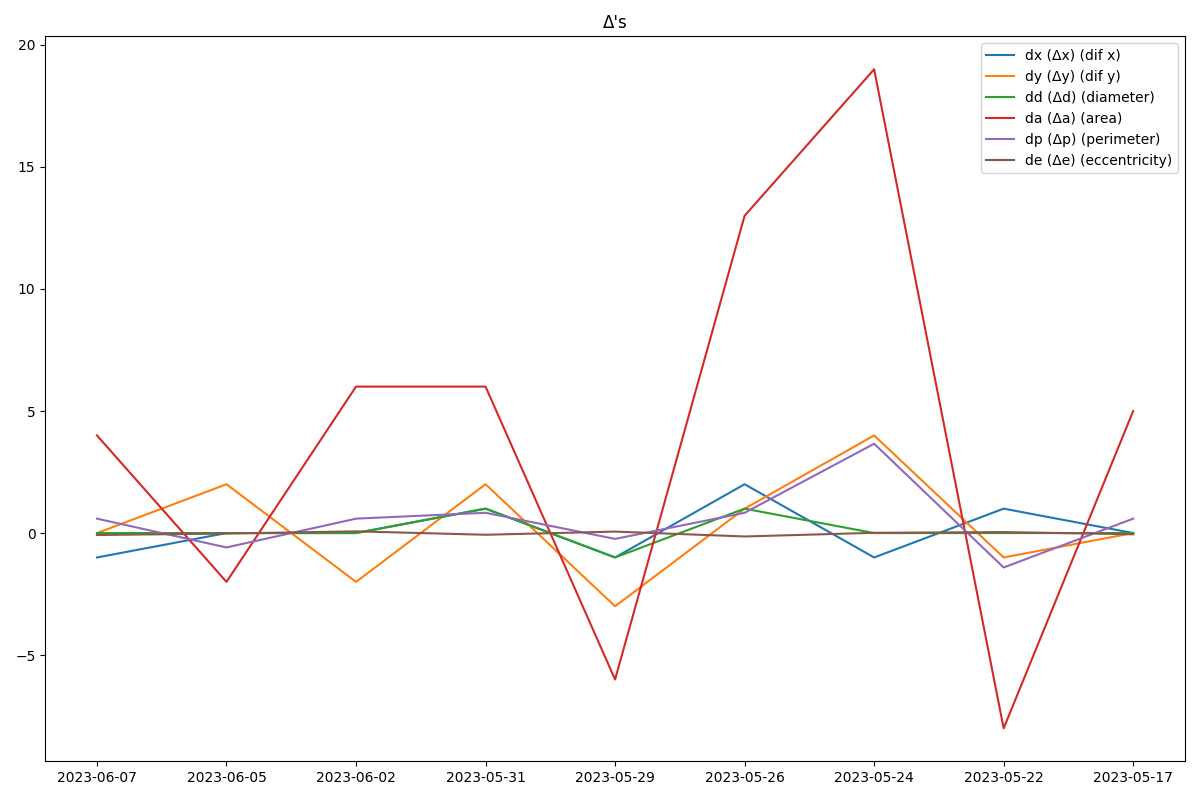 Δ's
20
15
10
5
0
−5
dx (Δx) (dif x)
dy (Δy) (dif y)
dd (Δd) (diameter)
da (Δa) (area)
dp (Δp) (perimeter)
de (Δe) (eccentricity)
2023-06-07 2023-06-05 2023-06-02 2023-05-31 2023-05-29 2023-05-26 2023-05-24 2023-05-22 2023-05-17